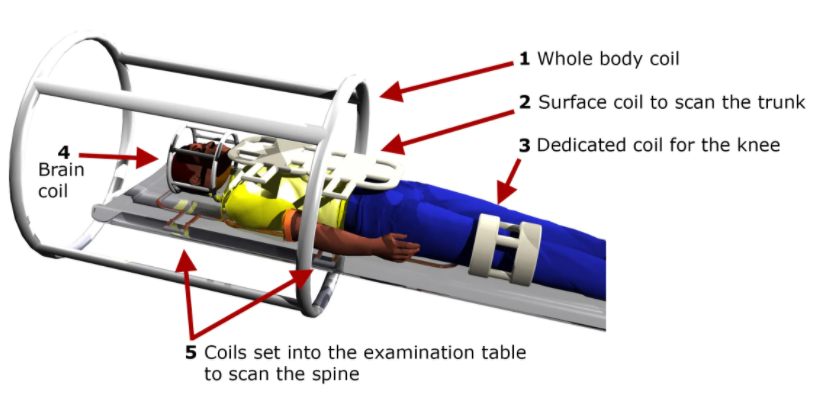 1 Whole body coil
2 Surface coil to scan the trunk
3 Dedicated coil for the knee
4
Brain
coil
5 Coils set into the examination table
to scan the spine